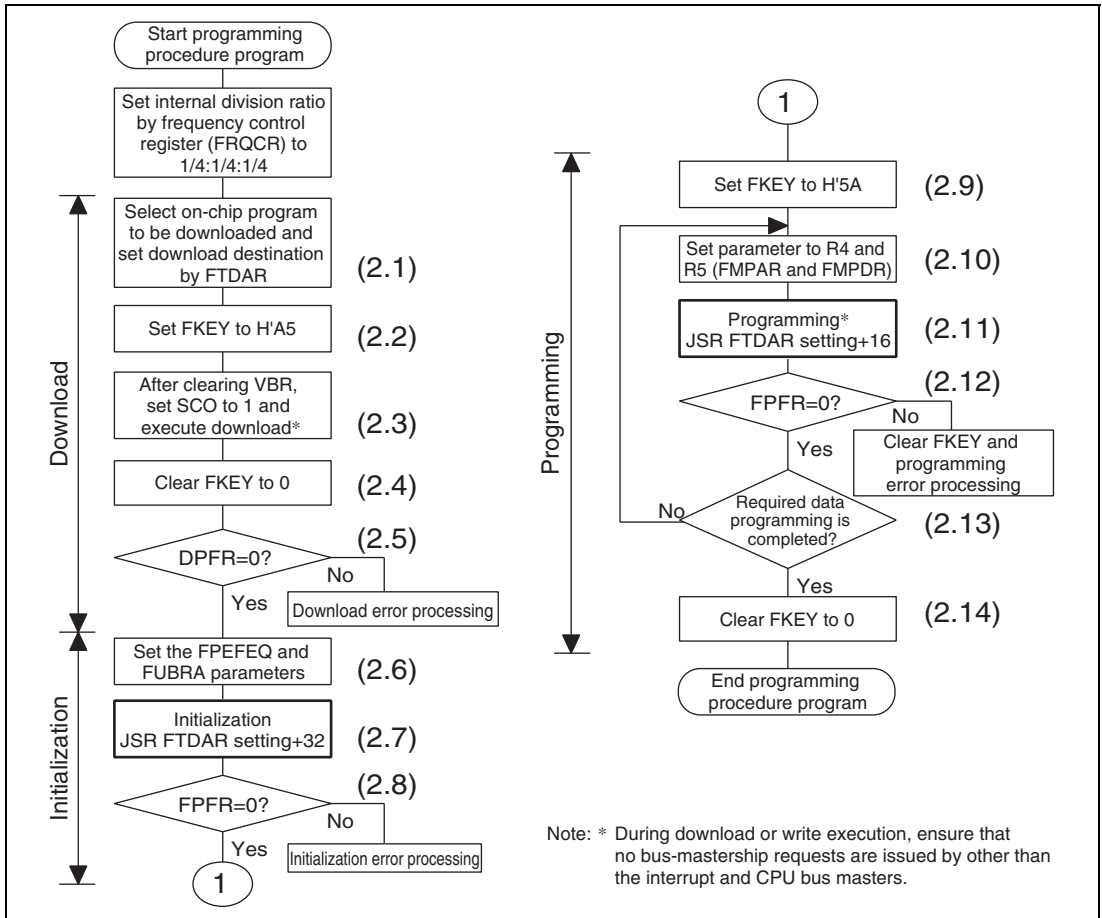 Start programming
procedure program
Set internal division ratio
by frequency control
register (FRQCR) to
1/4:1/4:1/4
Download
Select on-chip program
to be downloaded and
set download destination
by FTDAR
(2.1)
Set FKEY to H'A5
(2.2)
After clearing VBR,
set SCO to 1 and
execute download*
(2.3)
Clear FKEY to 0
(2.4)
DPFR=0?
(2.5)
No
Yes
Download error processing
Initialization
Set the FPEFEQ and
FUBRA parameters
(2.6)
Initialization
JSR FTDAR setting+32
(2.7)
FPFR=0?
(2.8)
No
Yes
Initialization error processing
1
1
Programming
Set FKEY to H'5A
(2.9)
Set parameter to R4 and
R5 (FMPAR and FMPDR)
(2.10)
Programming*
JSR FTDAR setting+16
(2.11)
FPFR=0?
(2.12)
No
Yes
Clear FKEY and
programming
error processing
Required data
programming is
completed?
(2.13)
No
Yes
Clear FKEY to 0
(2.14)
End programming
procedure program
Note: * During download or write execution, ensure that
no bus-mastership requests are issued by other than
the interrupt and CPU bus masters.